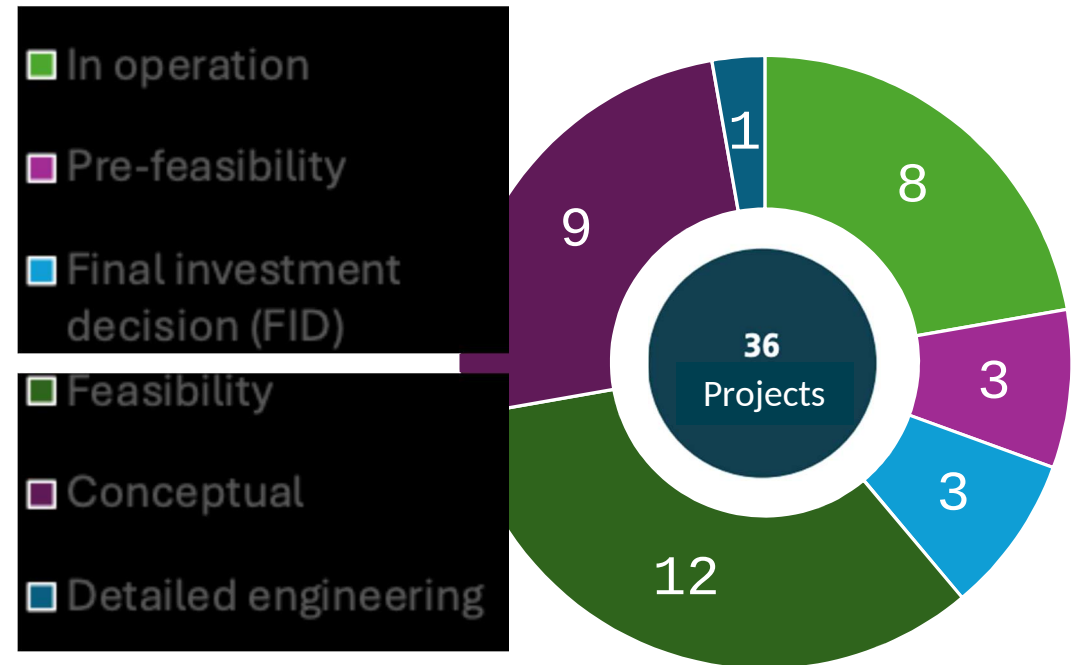 In operation
Pre-feasibility
Final investment
decision (FID)
Feasibility
Conceptual
Detailed engineering
1
8
9
3
3
12
36
Projects